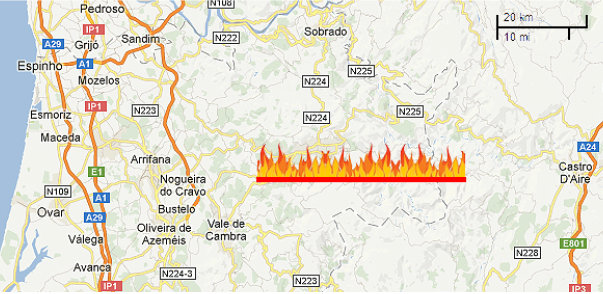 Pedroso
N108
20 km
10 mi
IP1
Sandim
N222
Sobrado
A29
Grijó
Espinho
A1
Mozelos
N224
N225
IP1
Esmoriz
N223
N224
N225
Maceda
Arrifana
A24
Castro
D'Aire
E1
Nogueira
do Cravo
N109
A1
Ovar
A29
Bustelo
Oliveira de
Azeméis
Vale de
Cambra
Válega
E801
N228
Avanca
N224-3
N223
IP1
IP3